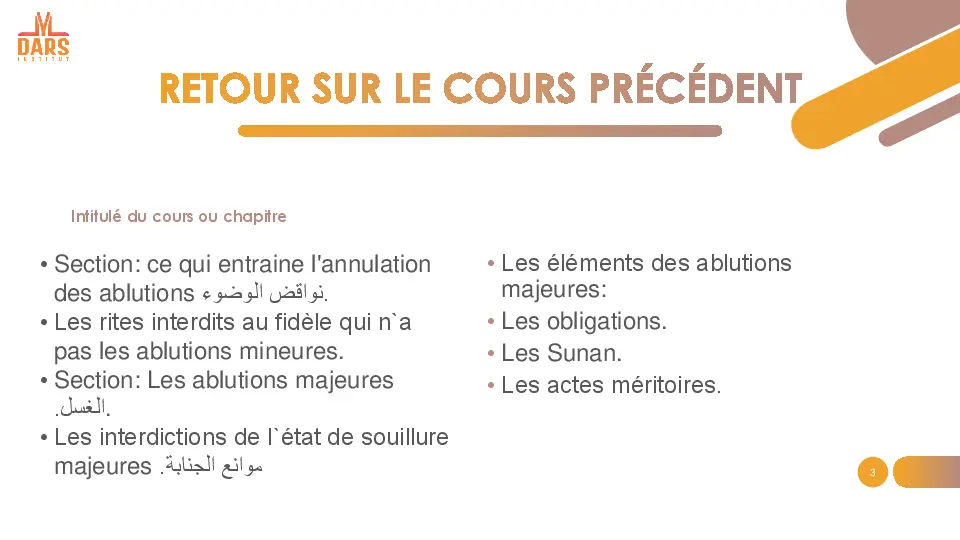 DARS
INSTITUT
RETOUR SUR LE COURS PRÉCÉDENT
Intitulé du cours ou chapitre
• Section: ce qui entraine l'annulation
des ablutions نواقض الوضوء.
• Les rites interdits au fidèle qui n`a
pas les ablutions mineures.
• Section: Les ablutions majeures
.الغسل.
• Les interdictions de l`état de souillure
majeures .موانع الجنابة
• Les éléments des ablutions
majeures:
• Les obligations.
• Les Sunan.
• Les actes méritoires.
3